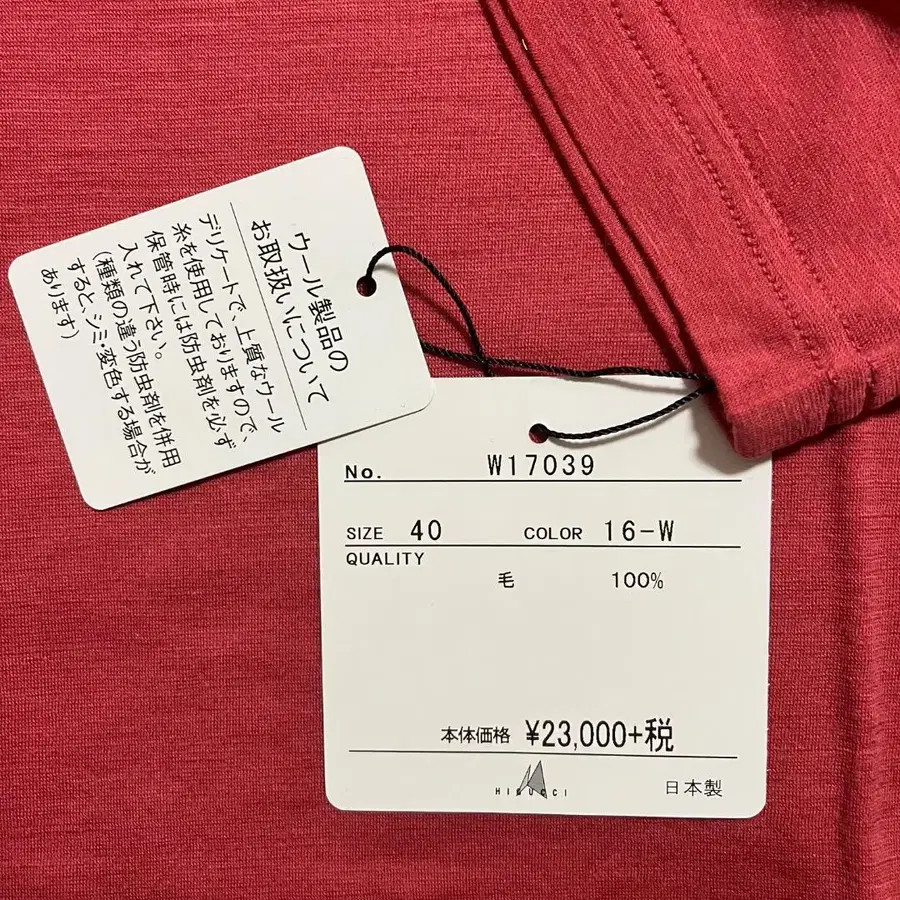 ウール製品の
お取扱いについて
デリケートで、上質なウール
糸を使用しておりますので、
保管時には防虫剤を必ず
入れて下さい。
(種類の違う防虫剤を併用
すると、シミ・変色する場合が
あります)
No. W17039
SIZE 40 COLOR 16-W
QUALITY
毛 100%
本体価格 ¥23,000+税
HIGUCCI
日本製